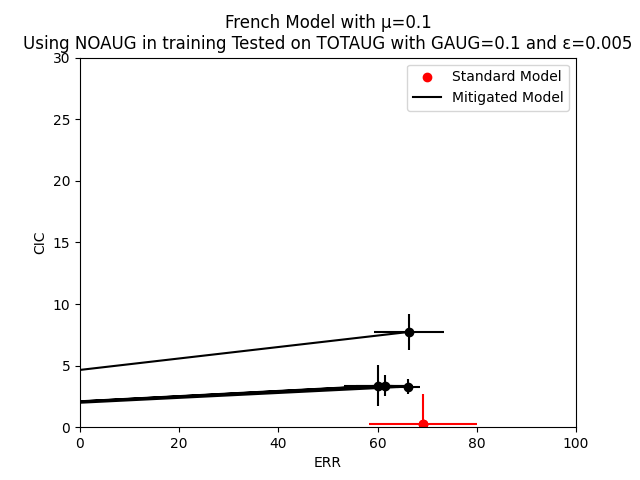 French Model with μ=0.1
Using NOAUG in training Tested on TOTAUG with GAUG=0.1 and ε=0.005
30
25
20
15
10
5
0
CIC
Standard Model
Mitigated Model
0 20 40 60 80 100
ERR